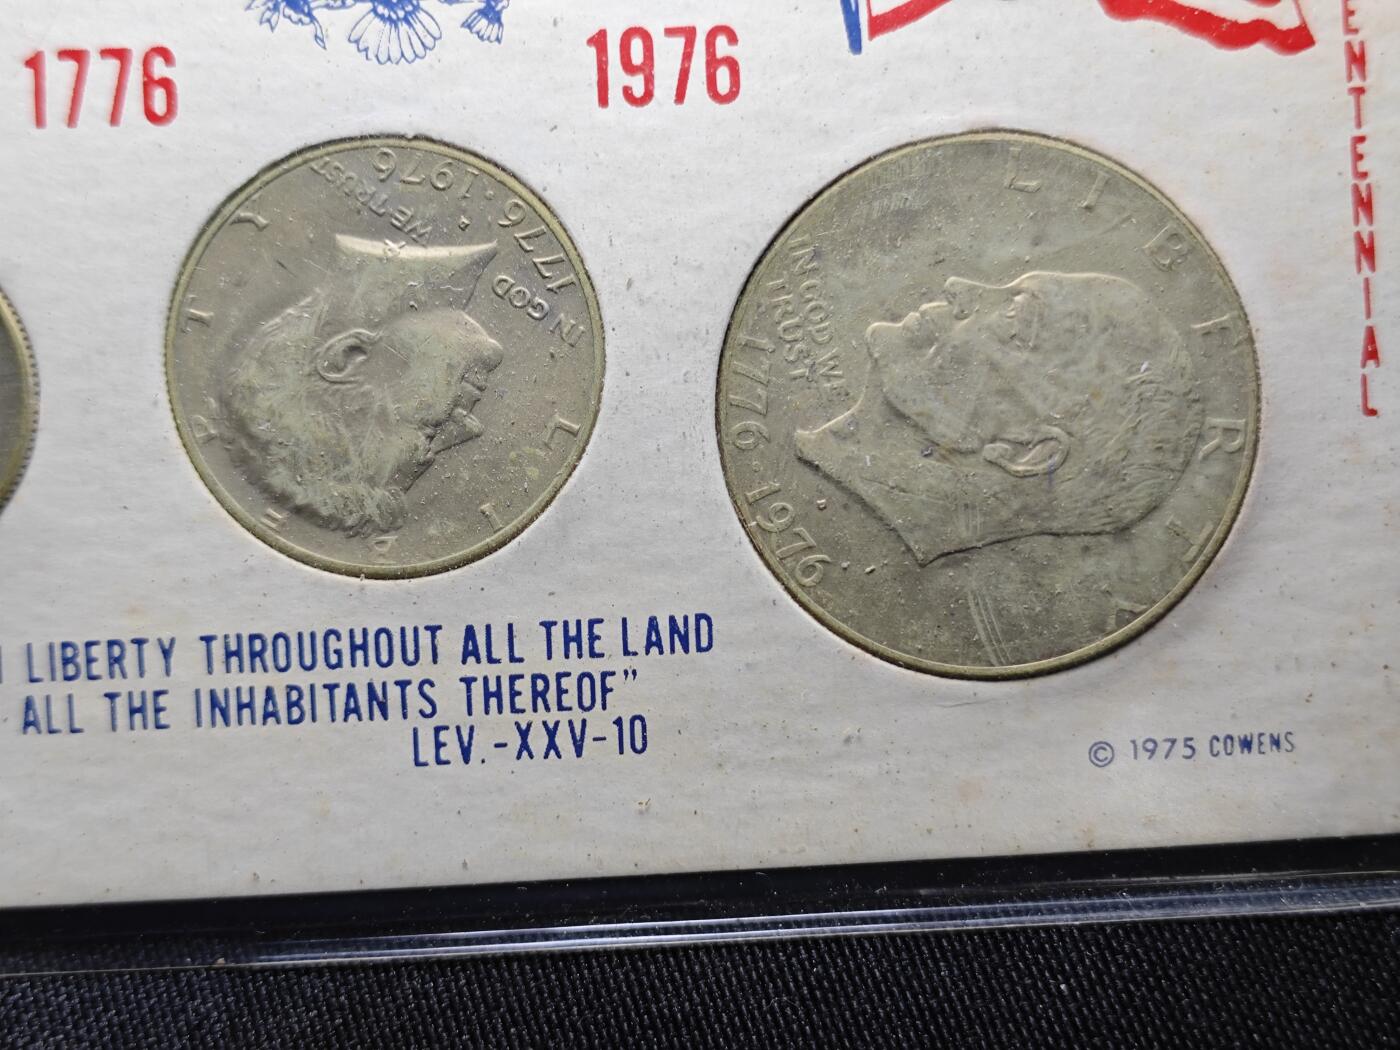 1776
1976
ENTENNIAL
LIBERTY
IN GOD
WE TRUST
1776·1976
D
LIBERTY
IN GOD WE
TRUST
1776·1976
D
LIBERTY THROUGHOUT ALL THE LAND
ALL THE INHABITANTS THEREOF”
LEV.-XXV-10
© 1975 COWENS